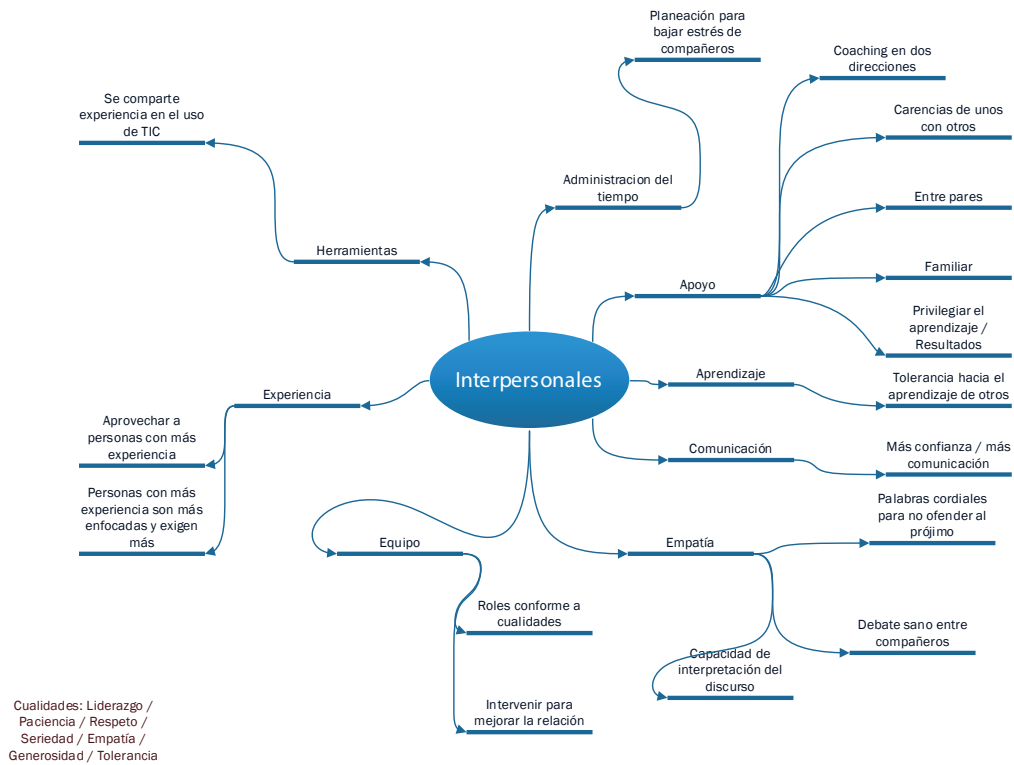 Planeación para
bajar estrés de
compañeros
Coaching en dos
direcciones
Se comparte
experiencia en el uso
de TIC
Carencias de unos
con otros
Administracion del
tiempo
Entre pares
Herramientas
Familiar
Apoyo
Privilegiar el
aprendizaje /
Resultados
Interpersonales
Aprendizaje
Tolerancia hacia el
aprendizaje de otros
Experiencia
Aprovechar a
personas con más
experiencia
Comunicación
Más confianza / más
comunicación
Personas con más
experiencia son más
enfocadas y exigen
más
Palabras cordiales
para no ofender al
prójimo
Equipo
Empatía
Roles conforme a
cualidades
Debate sano entre
compañeros
Capacidad de
interpretación del
discurso
Intervenir para
mejorar la relación
Cualidades: Liderazgo /
Paciencia / Respeto /
Seriedad / Empatía /
Generosidad / Tolerancia